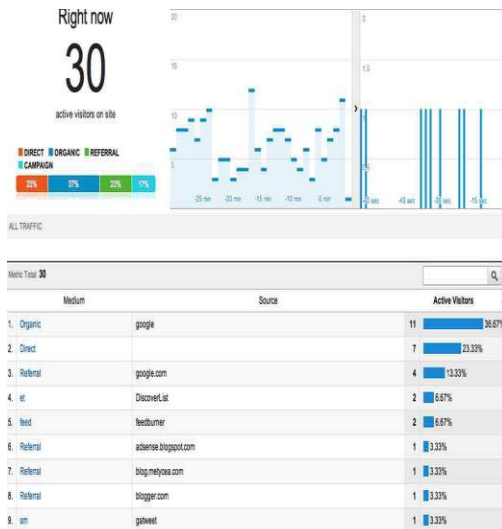 Right now
30
active visitors on site
DIRECT ORGANIC REFERRAL
CAMPAIGN
23% 37% 23% 17%
20
15
10
5
-25 min -20 min -15 min -10 min -5 min
2
1.5
-45 sec
-15 sec
ALL TRAFFIC
Metric Total: 30
Medium Source Active Visitors
1. Organic google 11 36.67%
2. Direct 7 23.33%
3. Referral google.com 4 13.33%
4. et DiscoverList 2 6.67%
5. feed feedburner 2 6.67%
6. Referral adsense.blogspot.com 1 3.33%
7. Referral blog.metycea.com 1 3.33%
8. Referral blogger.com 1 3.33%
9. sm gatweet 1 3.33%